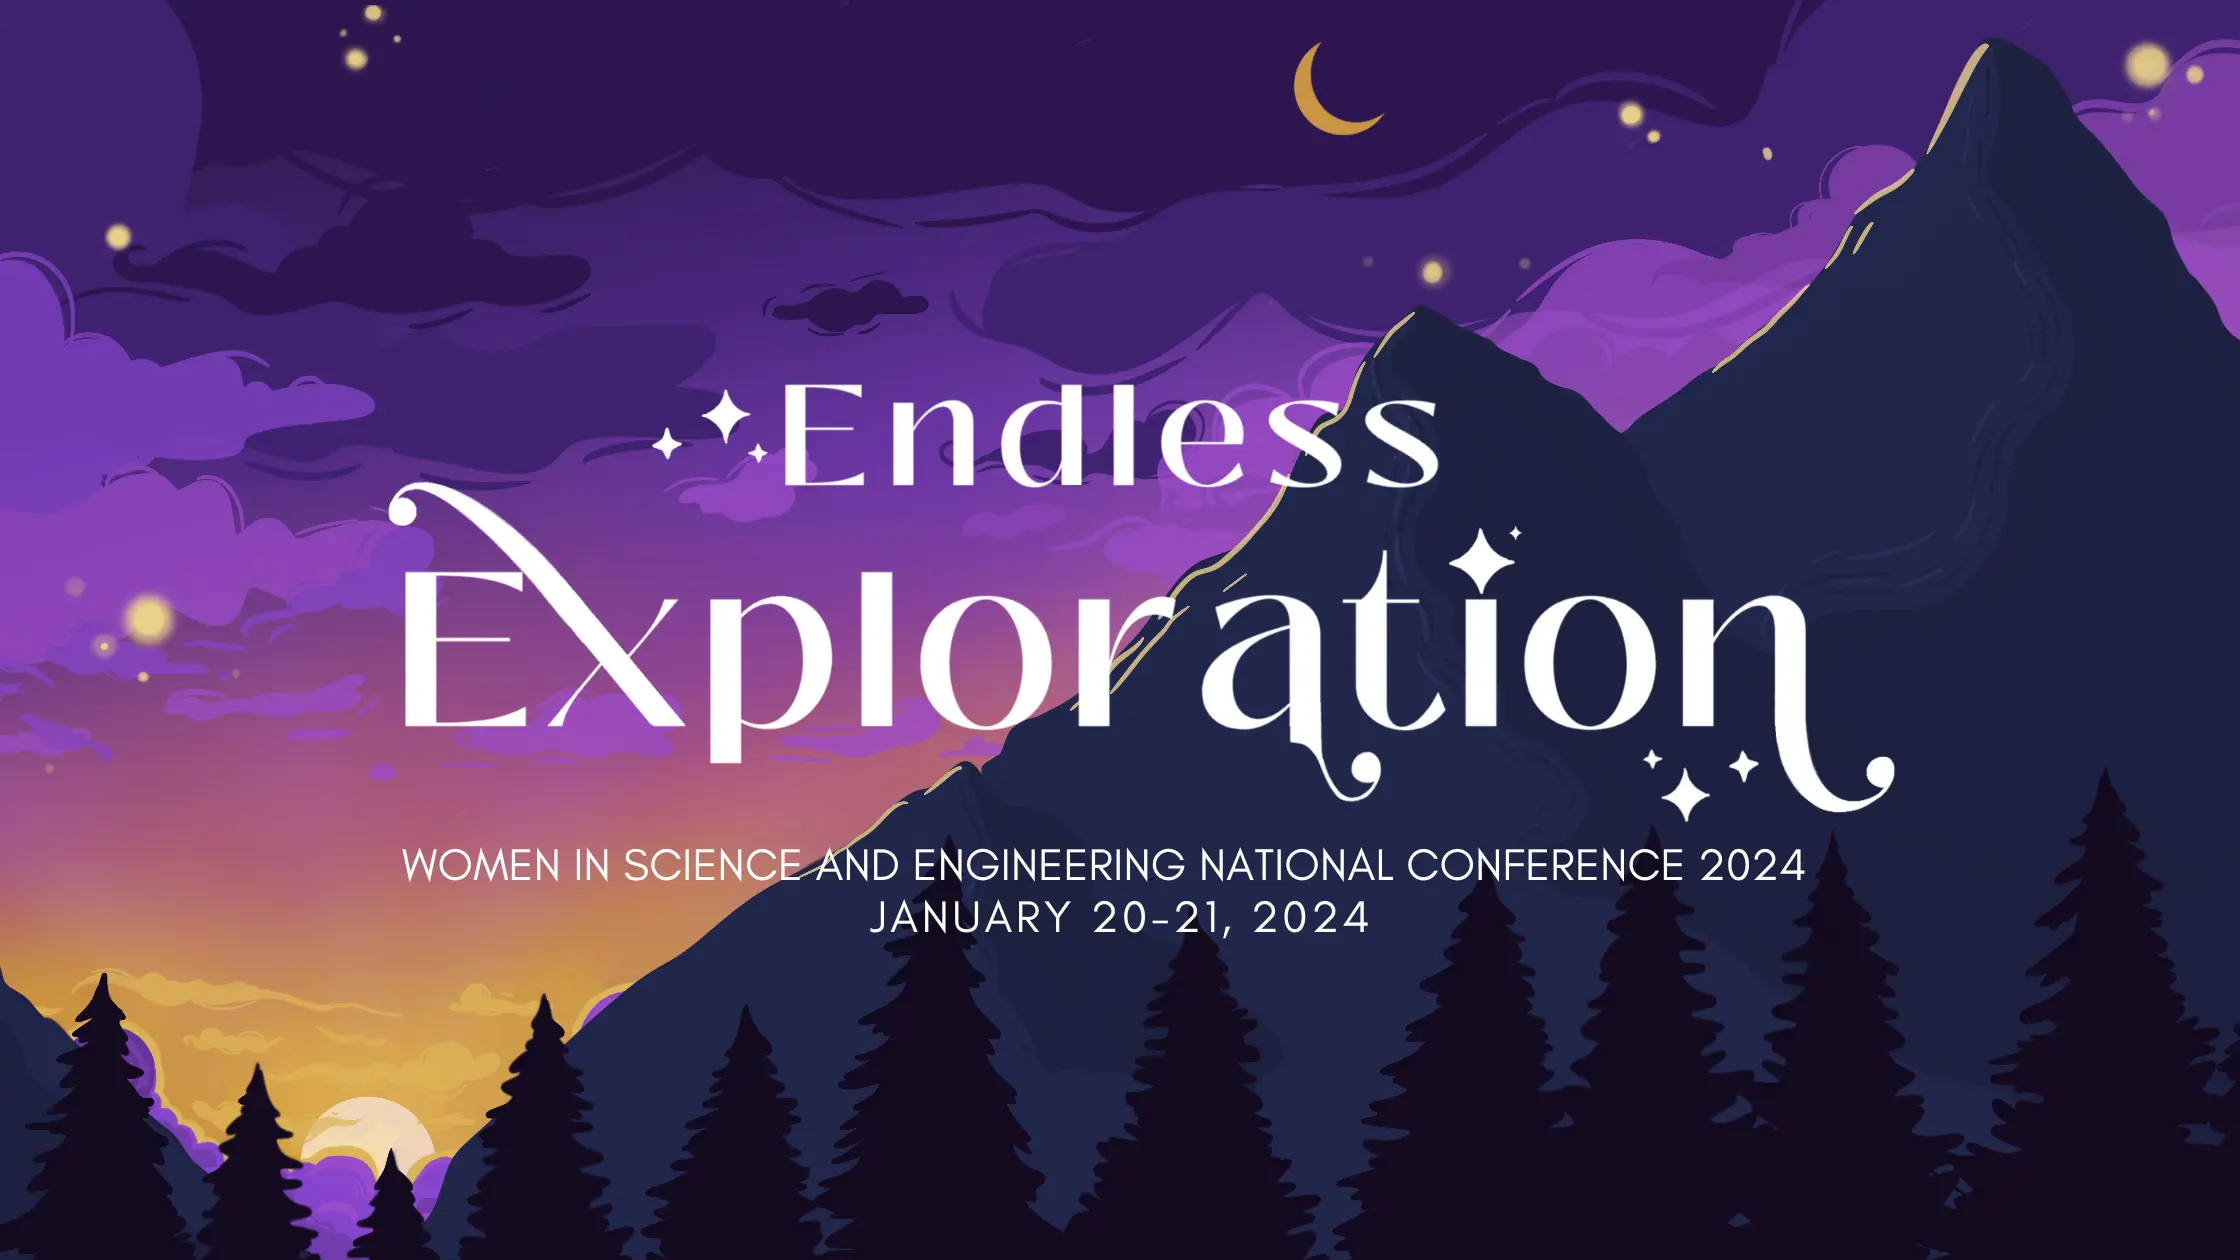 Endless
Exploration
WOMEN IN SCIENCE AND ENGINEERING NATIONAL CONFERENCE 2024
JANUARY 20-21, 2024